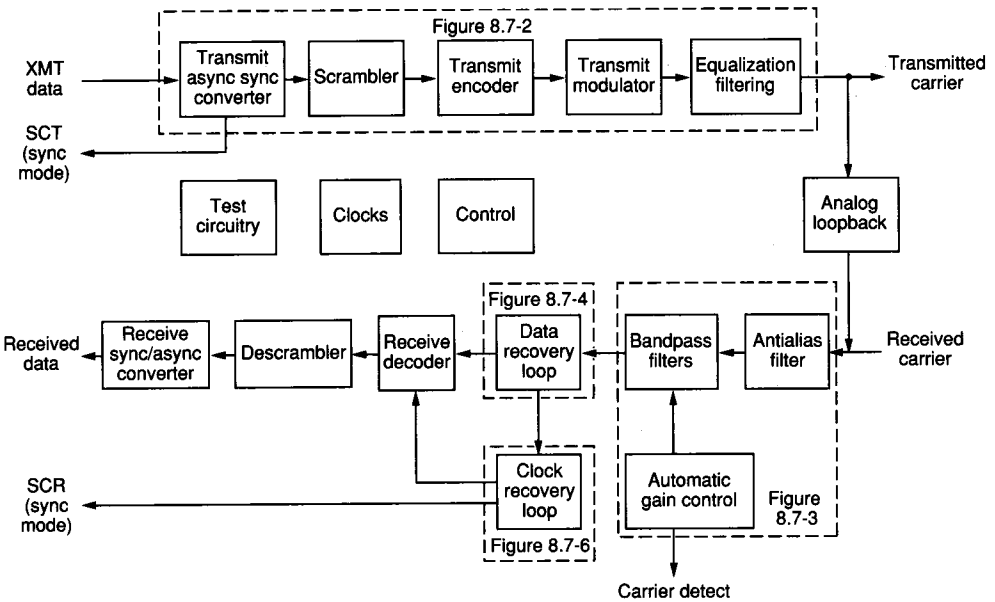 Figure 8.7-2
XMT
data
Transmit
async sync
converter
Scrambler
Transmit
encoder
Transmit
modulator
Equalization
filtering
Transmitted
carrier
SCT
(sync
mode)
Test
circuitry
Clocks
Control
Analog
loopback
Received
data
Receive
sync/async
converter
Descrambler
Receive
decoder
Figure 8.7-4
Data
recovery
loop
Bandpass
filters
Antialias
filter
Received
carrier
SCR
(sync
mode)
Clock
recovery
loop
Figure 8.7-6
Automatic
gain control
Figure
8.7-3
Carrier detect